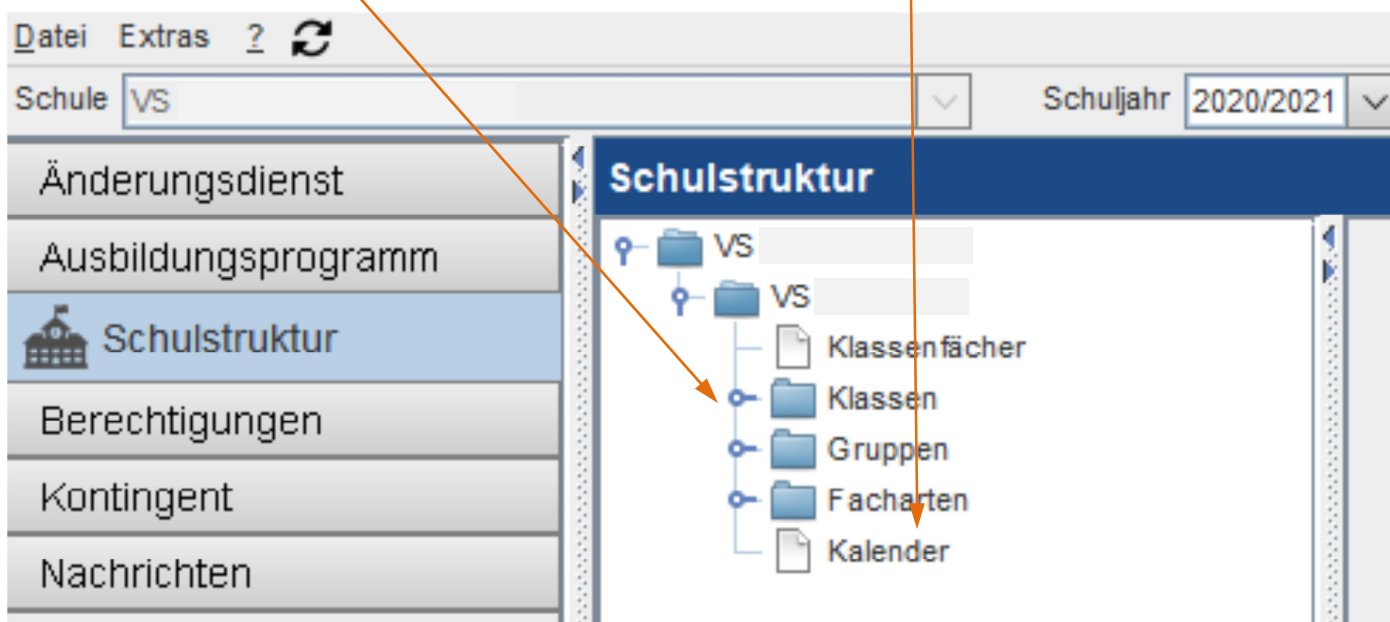 Datei Extras ?
Schule VS Schuljahr 2020/2021
Änderungsdienst
Ausbildungsprogramm
Schulstruktur
Berechtigungen
Kontingent
Nachrichten
Schulstruktur
VS
VS
Klassenfächer
Klassen
Gruppen
Facharten
Kalender